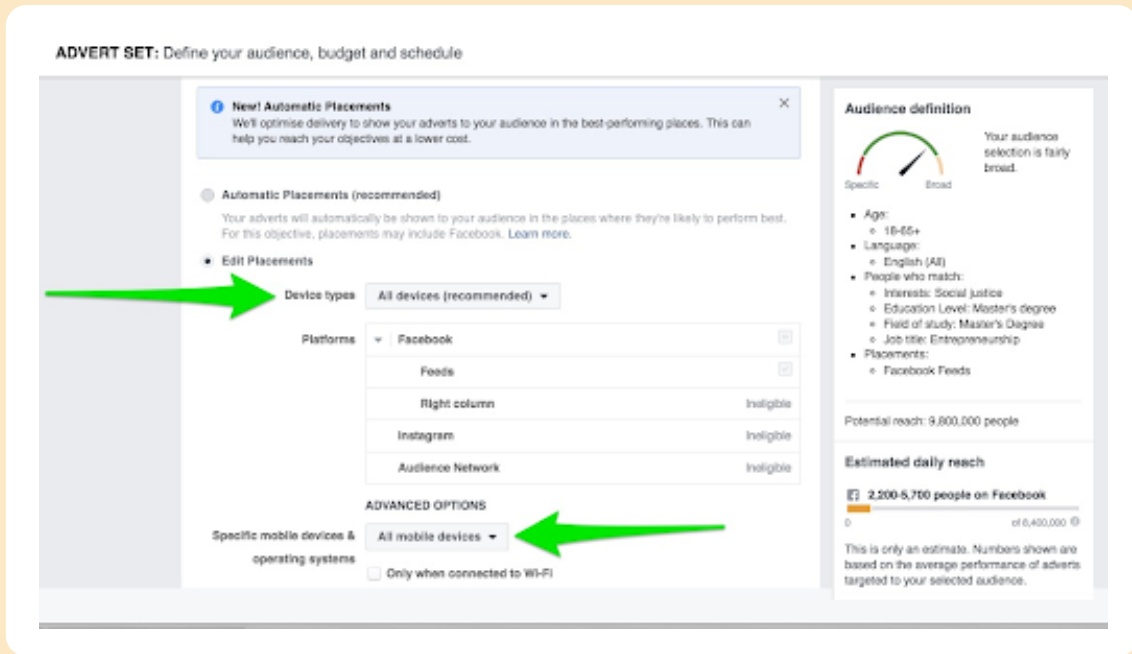 ADVERT SET: Define your audience, budget and schedule
New! Automatic Placements
We'll optimise delivery to show your adverts to your audience in the best-performing places. This can
help you reach your objectives at a lower cost.
Automatic Placements (recommended)
Your adverts will automatically be shown to your audience in the places where they're likely to perform best.
For this objective, placements may include Facebook. Learn more.
Edit Placements
Device types
All devices (recommended)
Platforms
Facebook
Feeds
Right column
Ineligible
Instagram
Ineligible
Audience Network
Ineligible
ADVANCED OPTIONS
Specific mobile devices &
operating systems
All mobile devices
Only when connected to Wi-Fi
Audience definition
Specific
Broad
Your audience
selection is fairly
broad.
Age:
18-65+
Language:
English (All)
People who match:
Interests: Social justice
Education Level: Master's degree
Field of study: Master's Degree
Job title: Entrepreneurship
Placements:
Facebook Feeds
Potential reach: 9,800,000 people
Estimated daily reach
2,200-5,700 people on Facebook
0
of 8,400,000
This is only an estimate. Numbers shown are
based on the average performance of adverts
targeted to your selected audience.